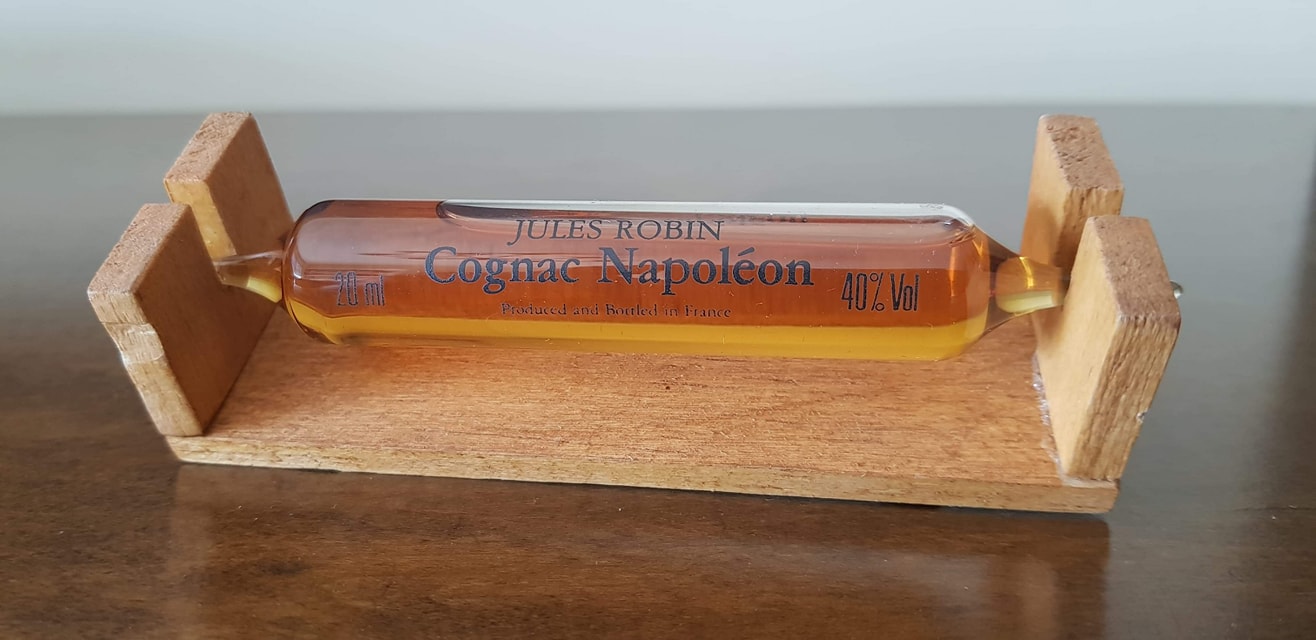 JULES ROBIN
Cognac Napoléon
20 ml
40% Vol
Produced and Bottled in France